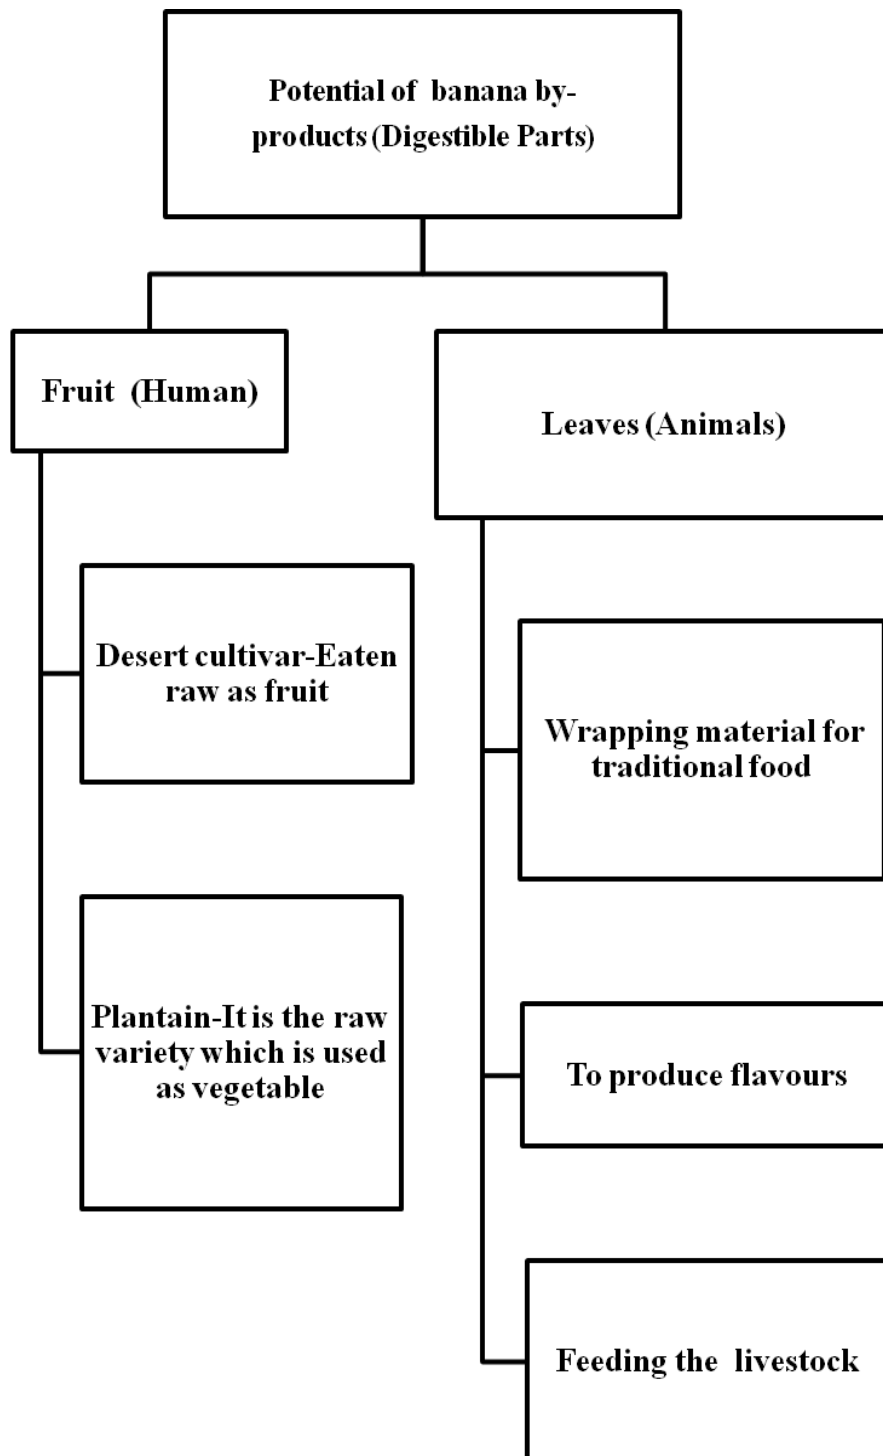 Potential of banana by-
products (Digestible Parts)
Fruit (Human)
Leaves (Animals)
Desert cultivar-Eaten
raw as fruit
Plantain-It is the raw
variety which is used
as vegetable
Wrapping material for
traditional food
To produce flavours
Feeding the livestock